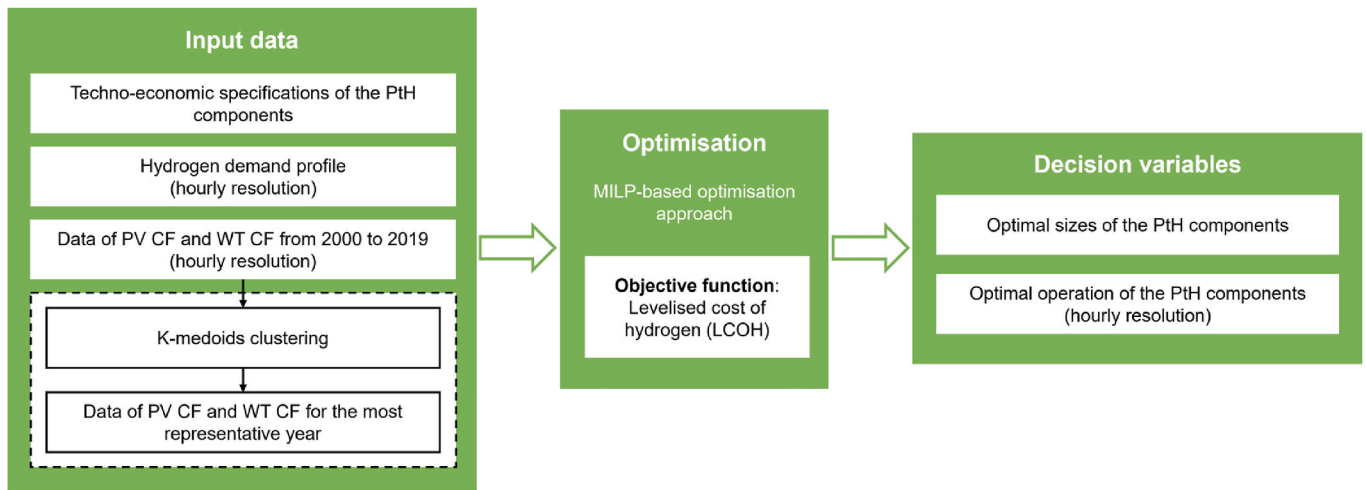 Input data
Techno-economic specifications of the PtH
components
Hydrogen demand profile
(hourly resolution)
Data of PV CF and WT CF from 2000 to 2019
(hourly resolution)
K-medoids clustering
Data of PV CF and WT CF for the most
representative year
Optimisation
MILP-based optimisation
approach
Objective function:
Levelised cost of
hydrogen (LCOH)
Decision variables
Optimal sizes of the PtH components
Optimal operation of the PtH components
(hourly resolution)